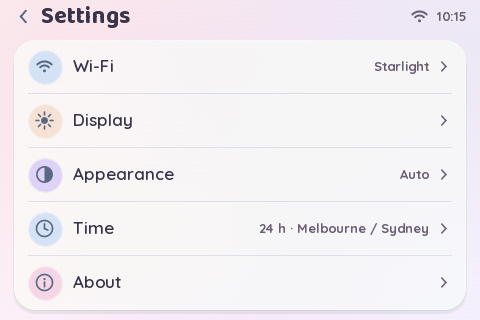 Settings
10:15
Wi-Fi
Starlight
Display
Appearance
Auto
Time
24 h · Melbourne / Sydney
About